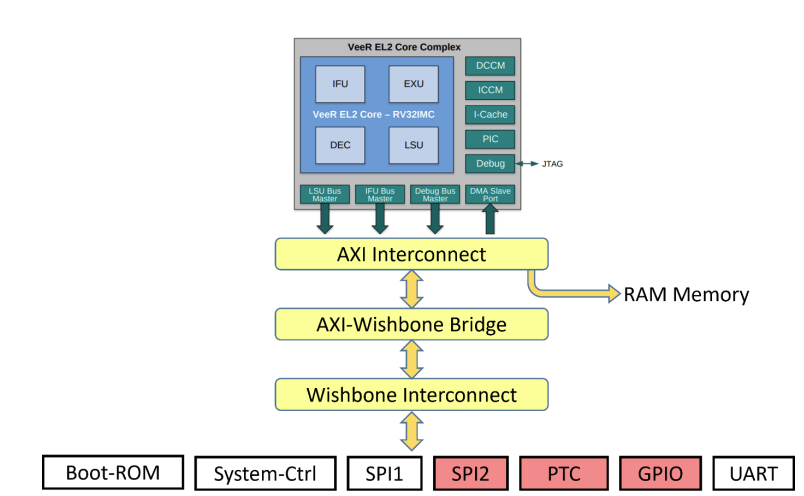 VeeR EL2 Core Complex
IFU
EXU
VeeR EL2 Core – RV32IMC
DEC
LSU
DCCM
ICCM
I-Cache
PIC
Debug
JTAG
LSU Bus
Master
IFU Bus
Master
Debug Bus
Master
DMA Slave
Port
AXI Interconnect
RAM Memory
AXI-Wishbone Bridge
Wishbone Interconnect
Boot-ROM
System-Ctrl
SPI1
SPI2
PTC
GPIO
UART